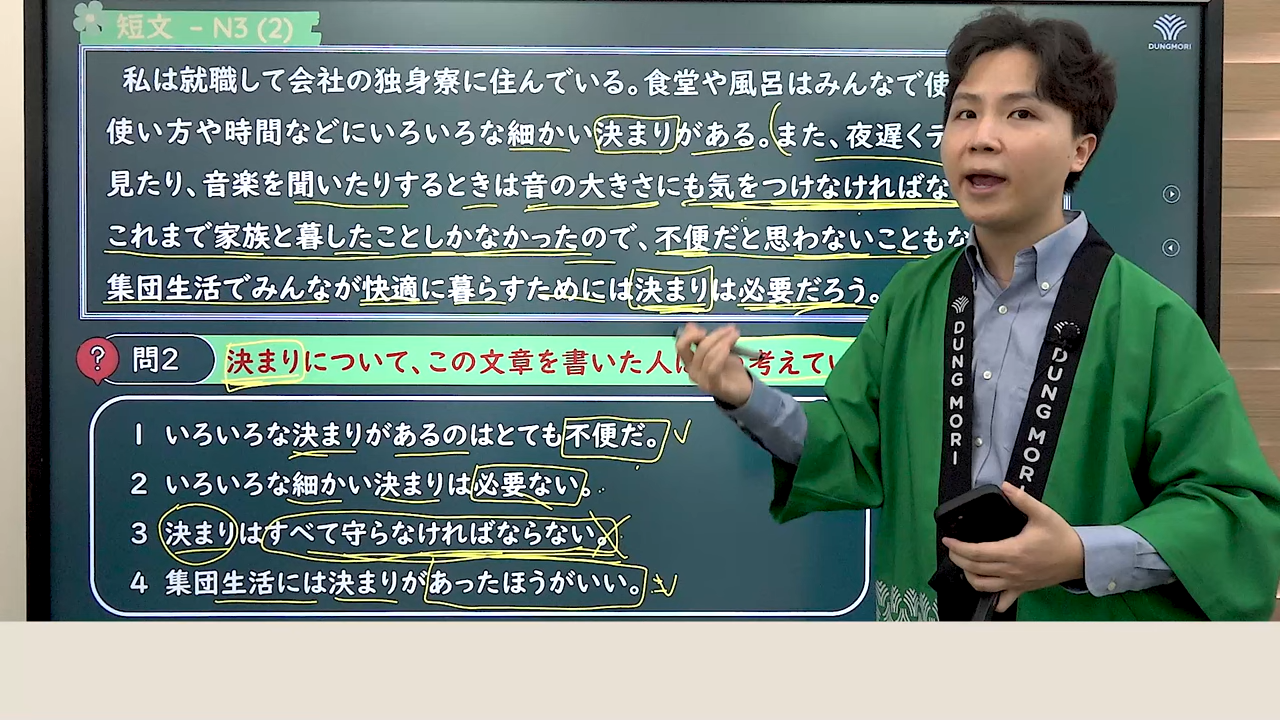 短文 - N3 (2)
DUNGMORI
私は就職して会社の独身寮に住んでいる。食堂や風呂はみんなで使
使い方や時間などにいろいろな細かい決まりがある。また、夜遅くテ
見たり、音楽を聞いたりするときは音の大きさにも気をつけなければな
これまで家族と暮したことしかなかったので、不便だと思わないこともな
集団生活でみんなが快適に暮らすためには決まりは必要だろう。
? 問2 決まりについて、この文章を書いた人は 考えてい
1 いろいろな決まりがあるのはとても不便だ。
2 いろいろな細かい決まりは必要ない。
3 決まりはすべて守らなければならない。
4 集団生活には決まりがあったほうがいい。
DUNG MORI
DUNG MORI